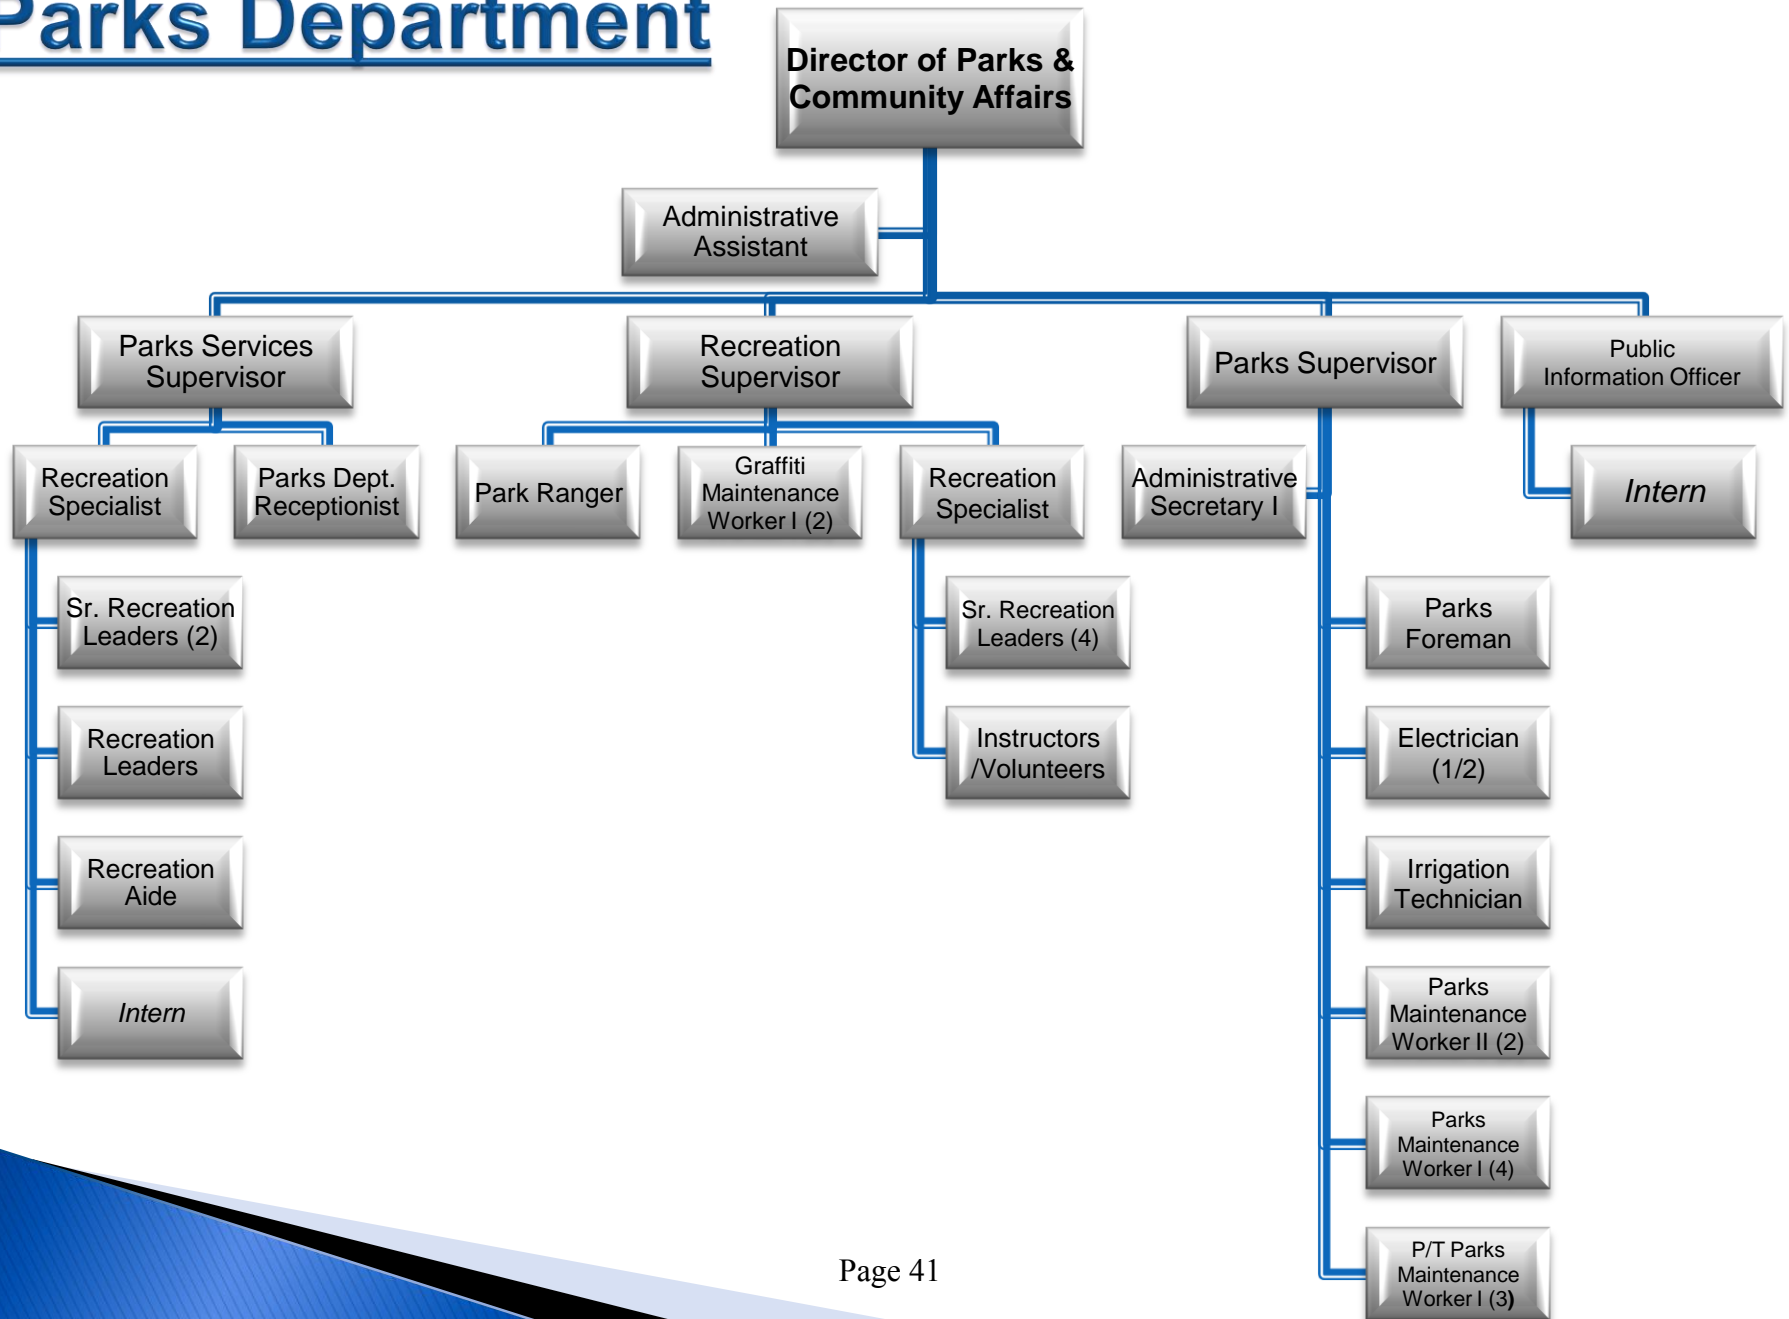 Parks Department
Director of Parks &
Community Affairs
Administrative
Assistant
Parks Services
Supervisor
Recreation
Supervisor
Parks Supervisor
Public
Information Officer
Recreation
Specialist
Parks Dept.
Receptionist
Park Ranger
Graffiti
Maintenance
Worker I (2)
Recreation
Specialist
Administrative
Secretary I
Intern
Sr. Recreation
Leaders (2)
Sr. Recreation
Leaders (4)
Parks
Foreman
Recreation
Leaders
Instructors
/Volunteers
Electrician
(1/2)
Recreation
Aide
Irrigation
Technician
Intern
Parks
Maintenance
Worker II (2)
Parks
Maintenance
Worker I (4)
P/T Parks
Maintenance
Worker I (3)
Page 41